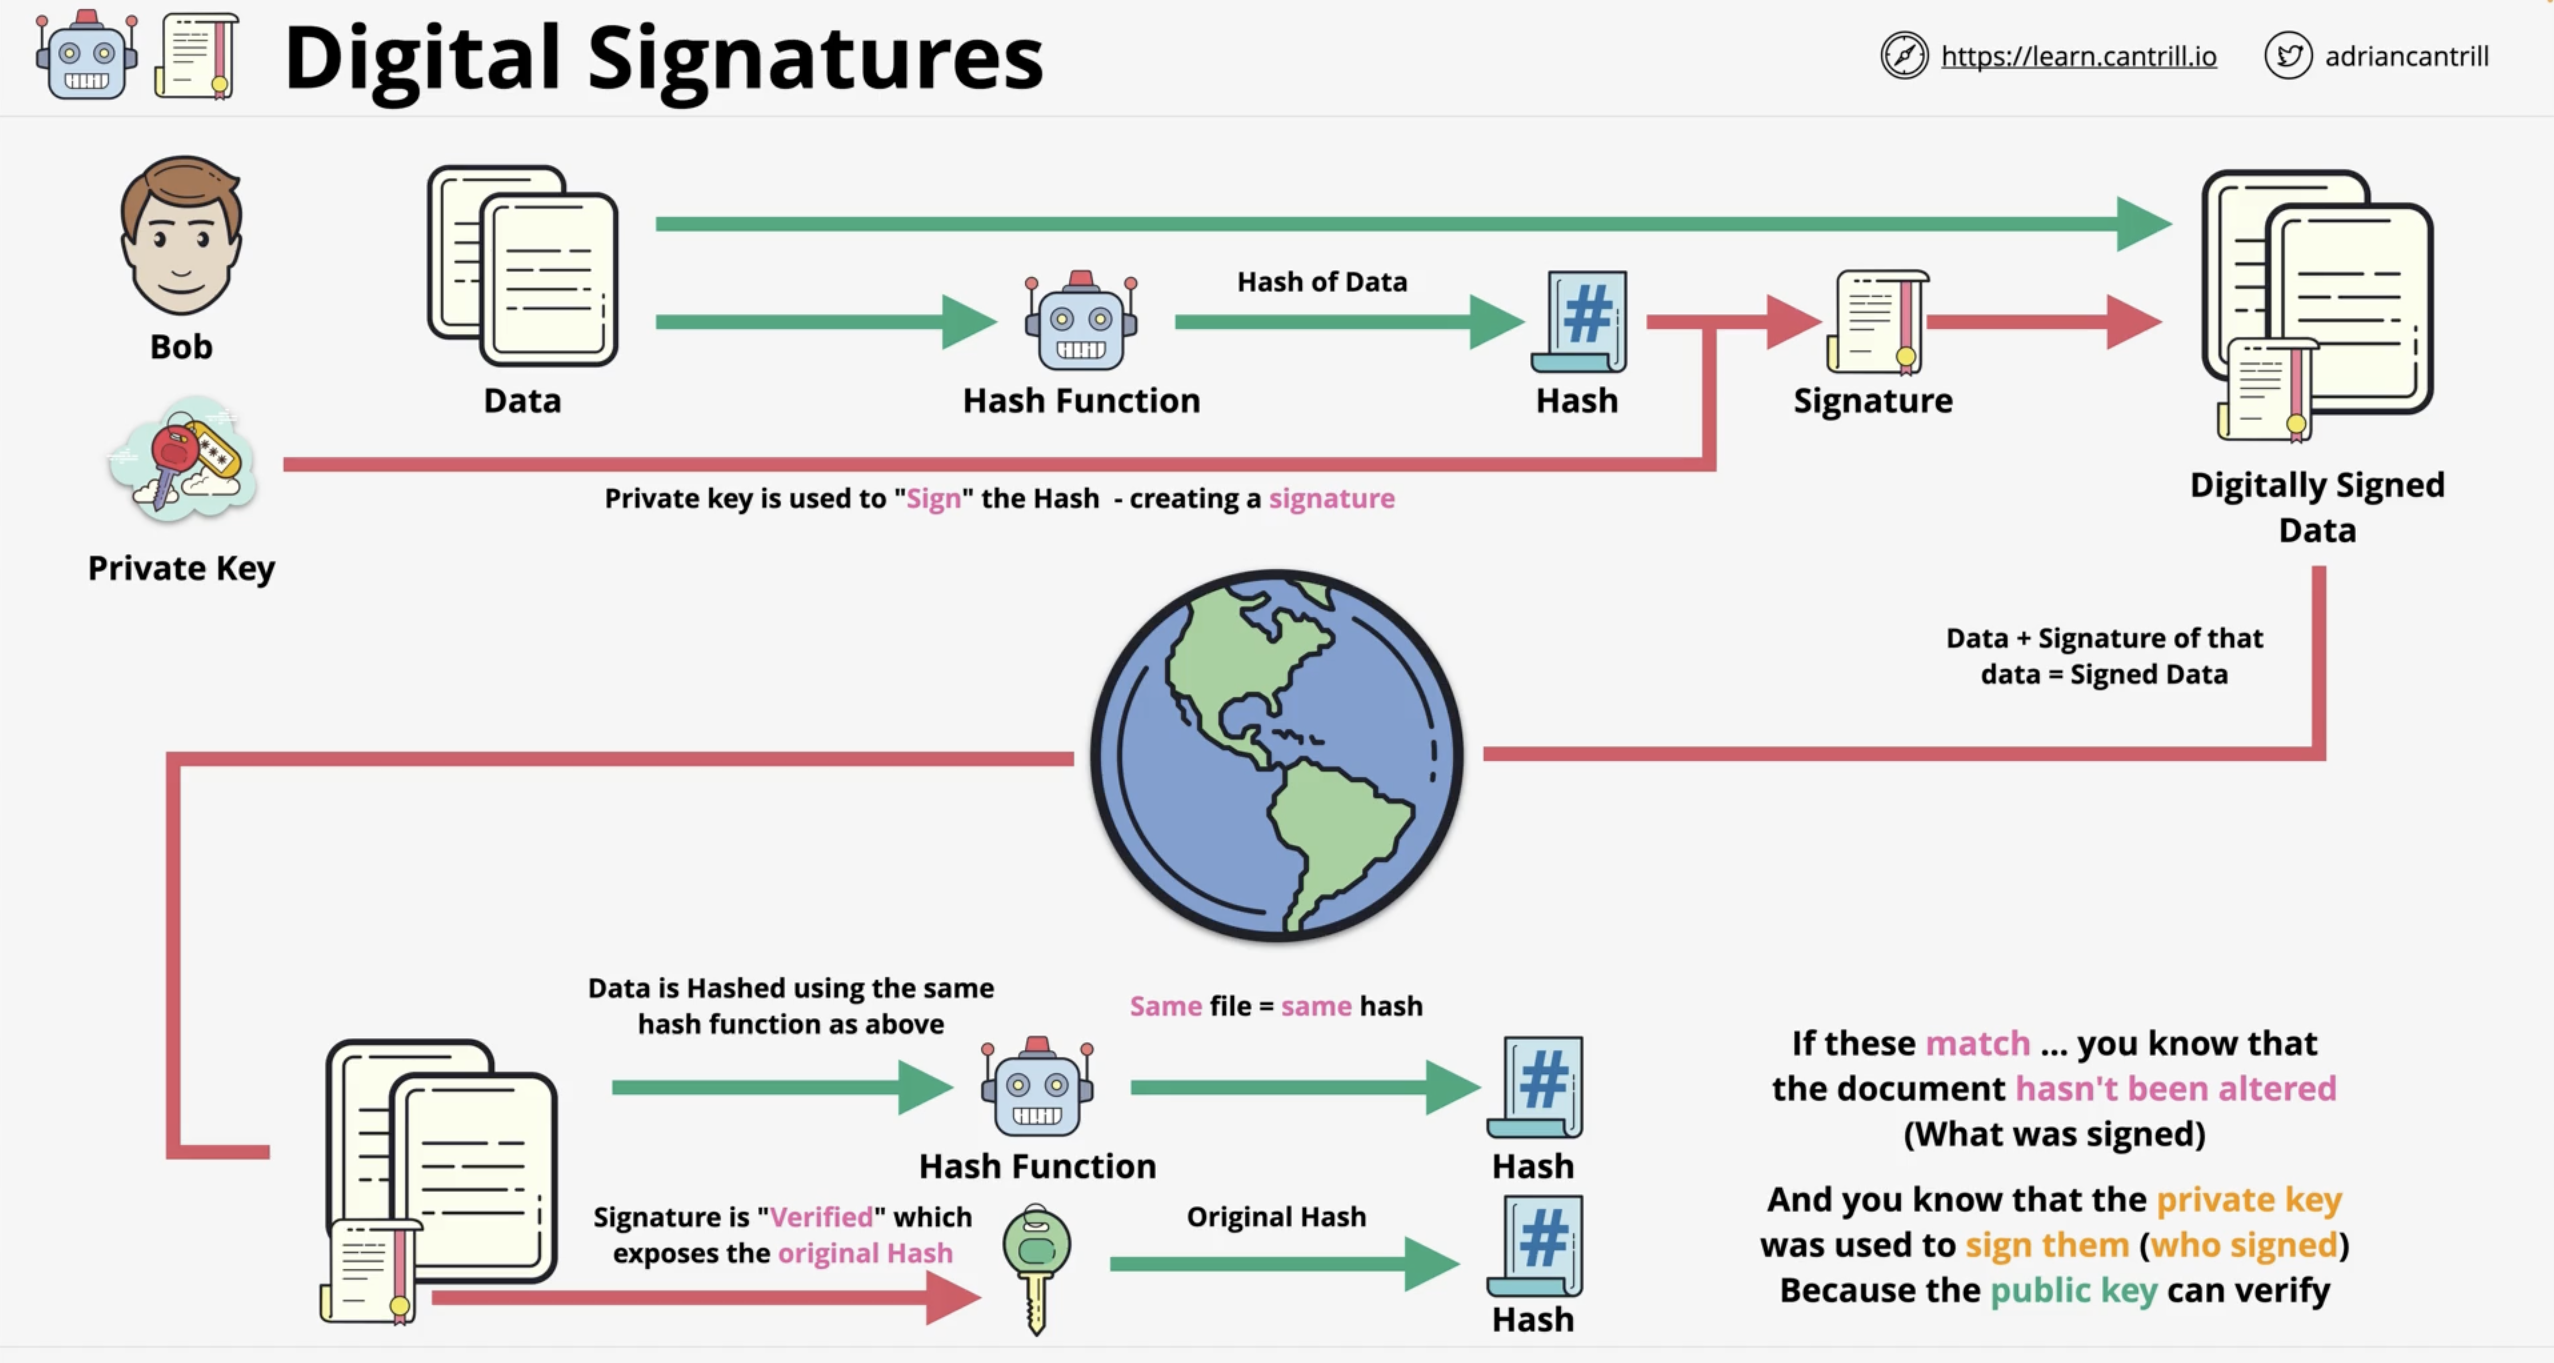 Digital Signatures
https://learn.cantrill.io
adriancantrill
Bob
Data
Hash Function
Hash of Data
Hash
Signature
Private key is used to "Sign" the Hash - creating a signature
Private Key
Digitally Signed
Data
Data + Signature of that
data = Signed Data
Data is Hashed using the same
hash function as above
Same file = same hash
Hash Function
Hash
Signature is "Verified" which
exposes the original Hash
Original Hash
Hash
If these match ... you know that
the document hasn't been altered
(What was signed)
And you know that the private key
was used to sign them (who signed)
Because the public key can verify